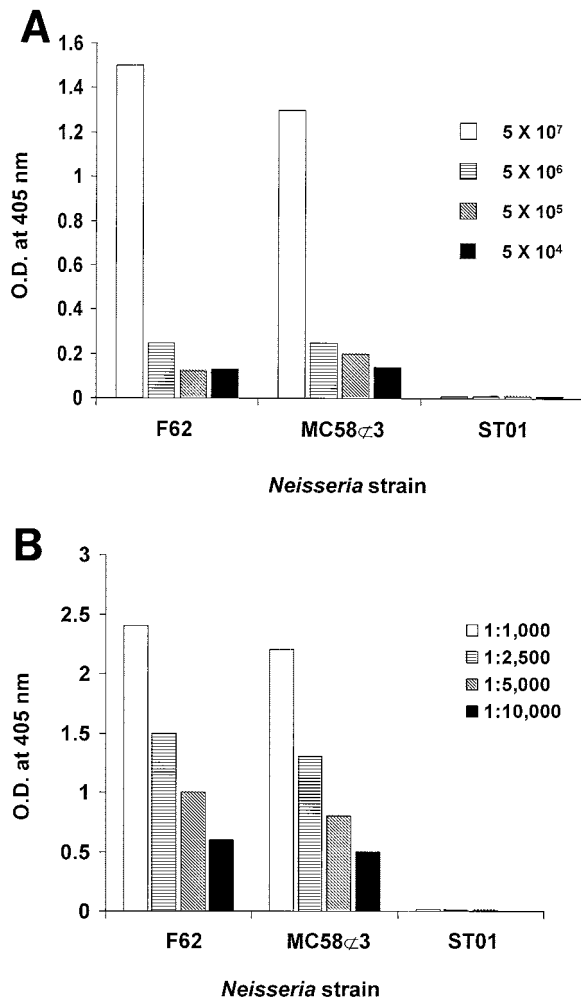 A
1.6
1.4
1.2
1
0.8
0.6
0.4
0.2
0
O.D. at 405 nm
5 X 10⁷
5 X 10⁶
5 X 10⁵
5 X 10⁴
F62 MC58⊄3 ST01
Neisseria strain
B
3
2.5
2
1.5
1
0.5
0
O.D. at 405 nm
1:1,000
1:2,500
1:5,000
1:10,000
F62 MC58⊄3 ST01
Neisseria strain